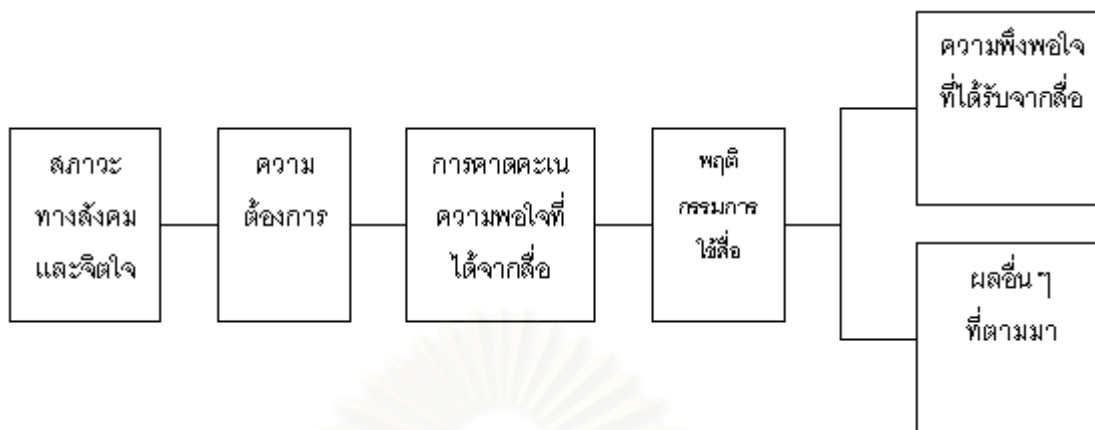 สภาวะ
ทางสังคม
และจิตใจ
ความ
ต้องการ
การคาดคะเน
ความพอใจที่
ได้จากสื่อ
พฤติ
กรรมการ
ใช้สื่อ
ความพึงพอใจ
ที่ได้รับจากสื่อ
ผลอื่นๆ
ที่ตามมา